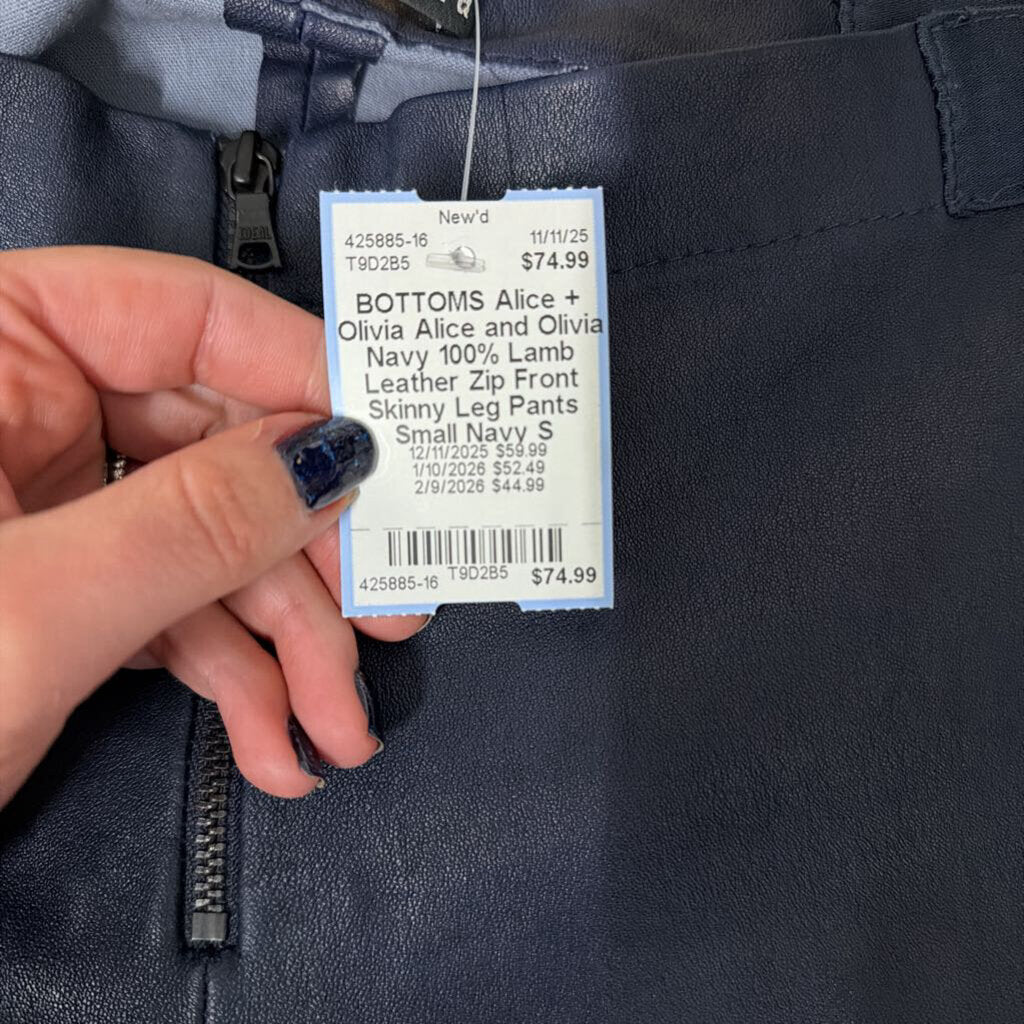 New'd
425885-16 11/11/25
T9D2B5 $74.99
BOTTOMS Alice +
Olivia Alice and Olivia
Navy 100% Lamb
Leather Zip Front
Skinny Leg Pants
Small Navy S
12/11/2025 $59.99
1/10/2026 $52.49
2/9/2026 $44.99
425885-16 T9D2B5 $74.99
IDEAL